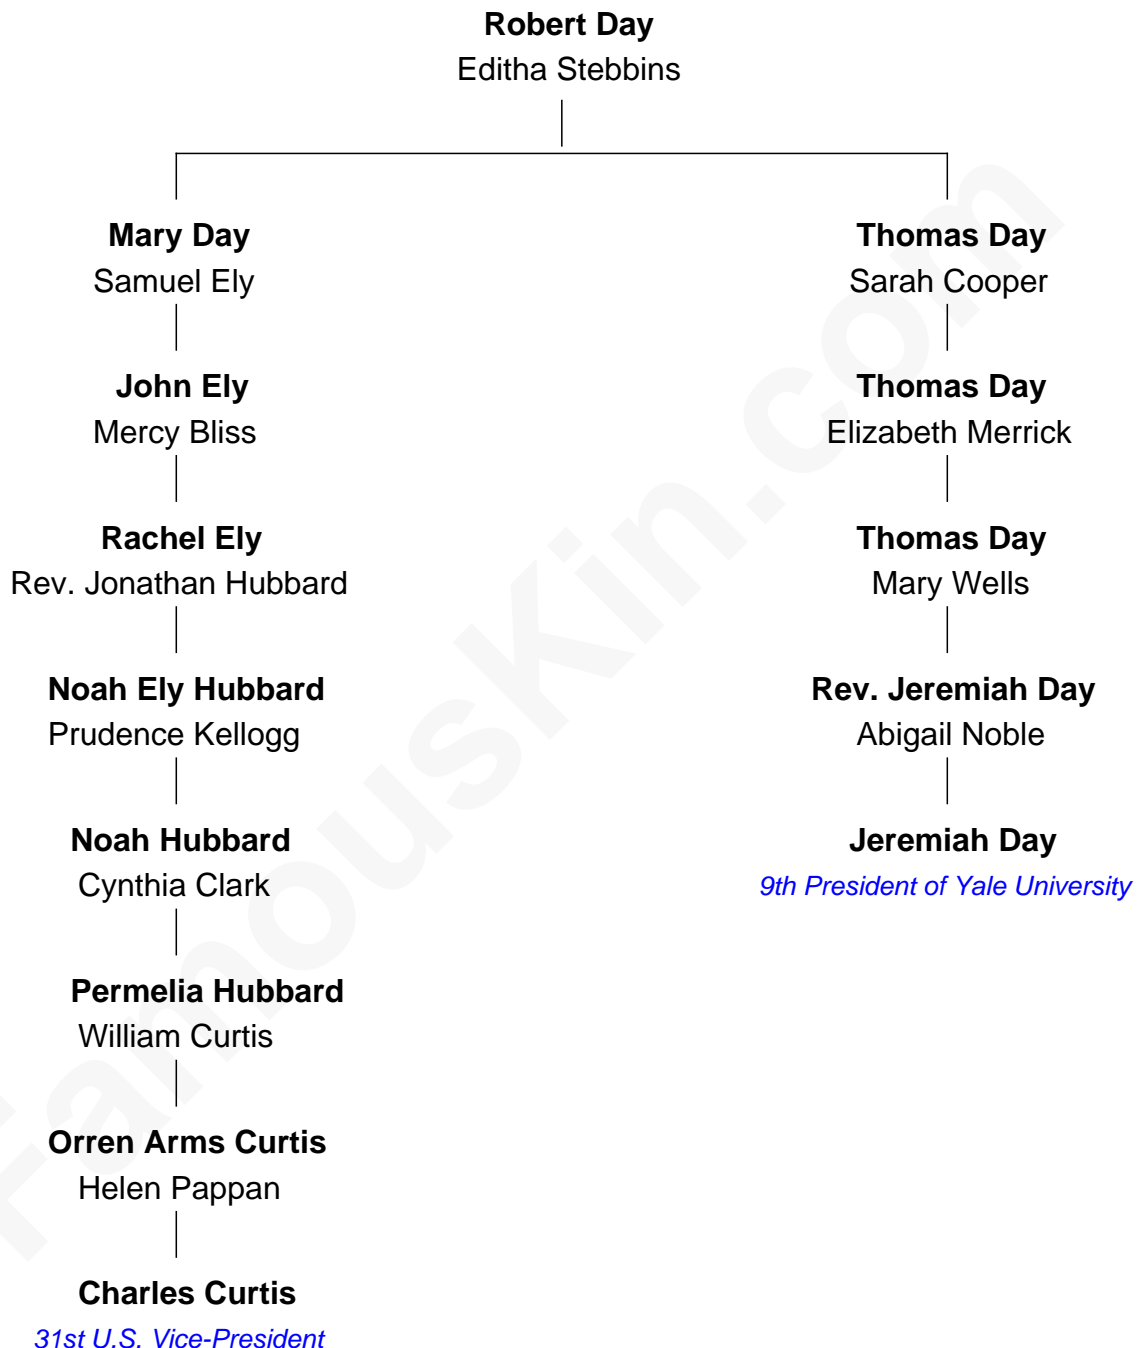 Robert Day
Editha Stebbins
Mary Day
Samuel Ely
Thomas Day
Sarah Cooper
John Ely
Mercy Bliss
Thomas Day
Elizabeth Merrick
Rachel Ely
Rev. Jonathan Hubbard
Thomas Day
Mary Wells
Noah Ely Hubbard
Prudence Kellogg
Rev. Jeremiah Day
Abigail Noble
Noah Hubbard
Cynthia Clark
Jeremiah Day
9th President of Yale University
Permelia Hubbard
William Curtis
Orren Arms Curtis
Helen Pappan
Charles Curtis
31st U.S. Vice-President
FamousKin.com